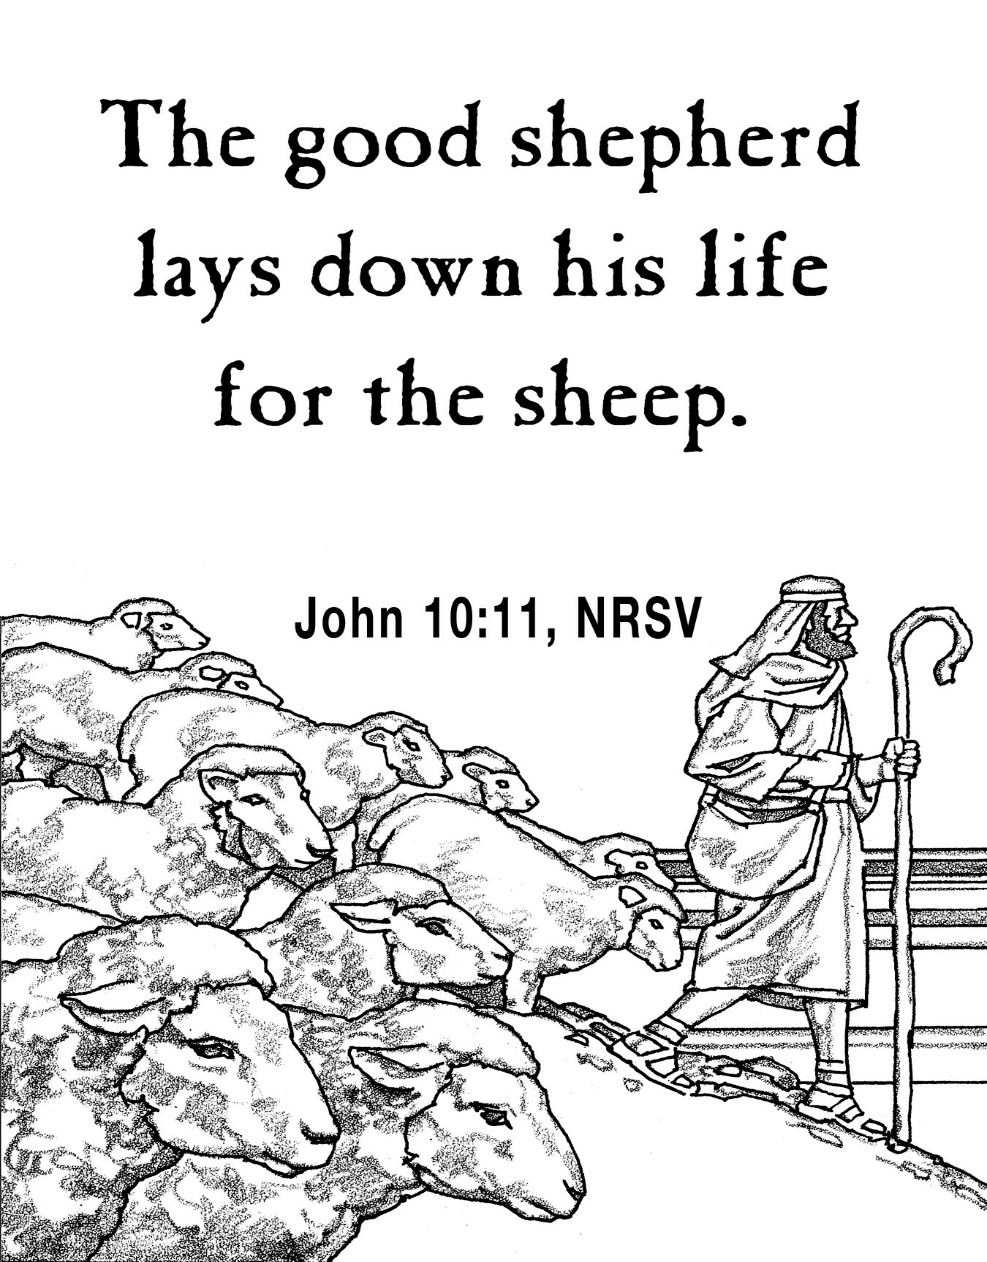 The good shepherd
lays down his life
for the sheep.
John 10:11, NRSV